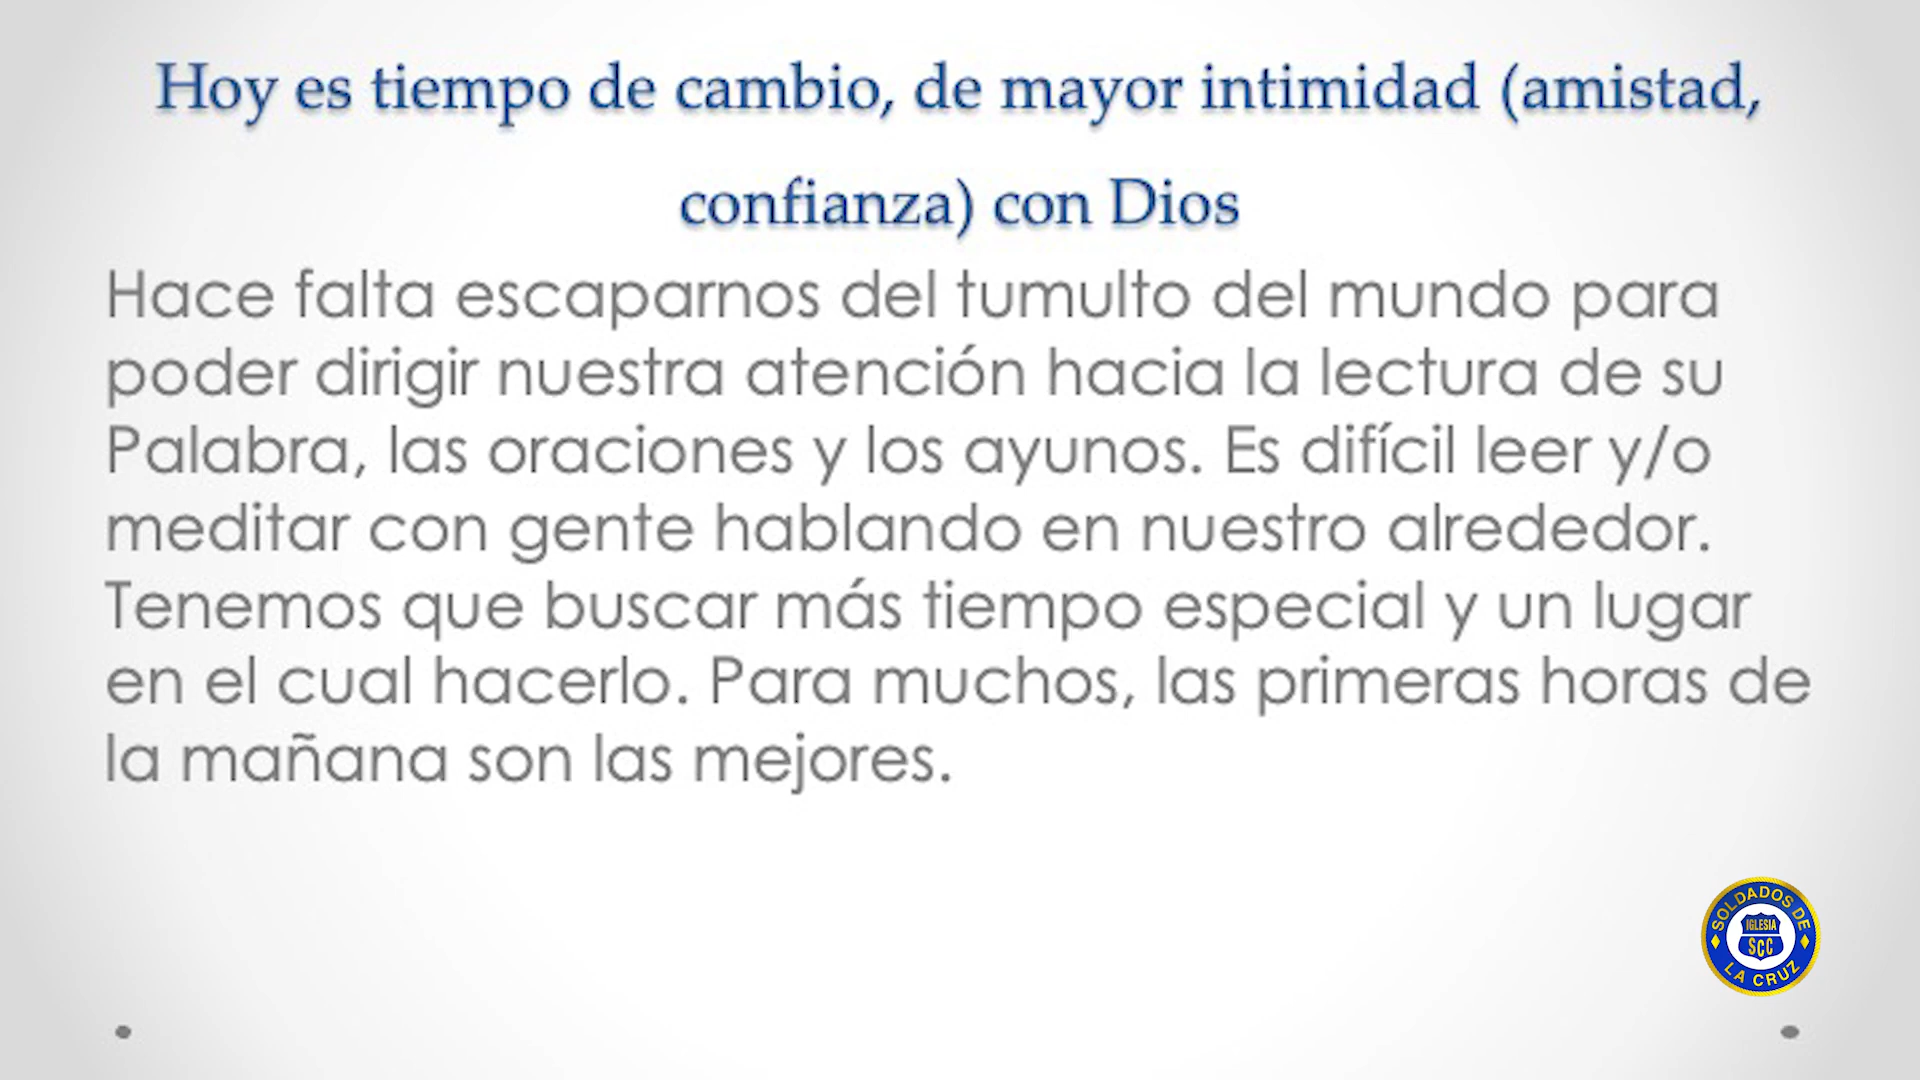 Hoy es tiempo de cambio, de mayor intimidad (amistad,
confianza) con Dios
Hace falta escaparnos del tumulto del mundo para
poder dirigir nuestra atención hacia la lectura de su
Palabra, las oraciones y los ayunos. Es difícil leer y/o
meditar con gente hablando en nuestro alrededor.
Tenemos que buscar más tiempo especial y un lugar
en el cual hacerlo. Para muchos, las primeras horas de
la mañana son las mejores.
SOLDADOS DE
IGLESIA
SCC
LA CRUZ